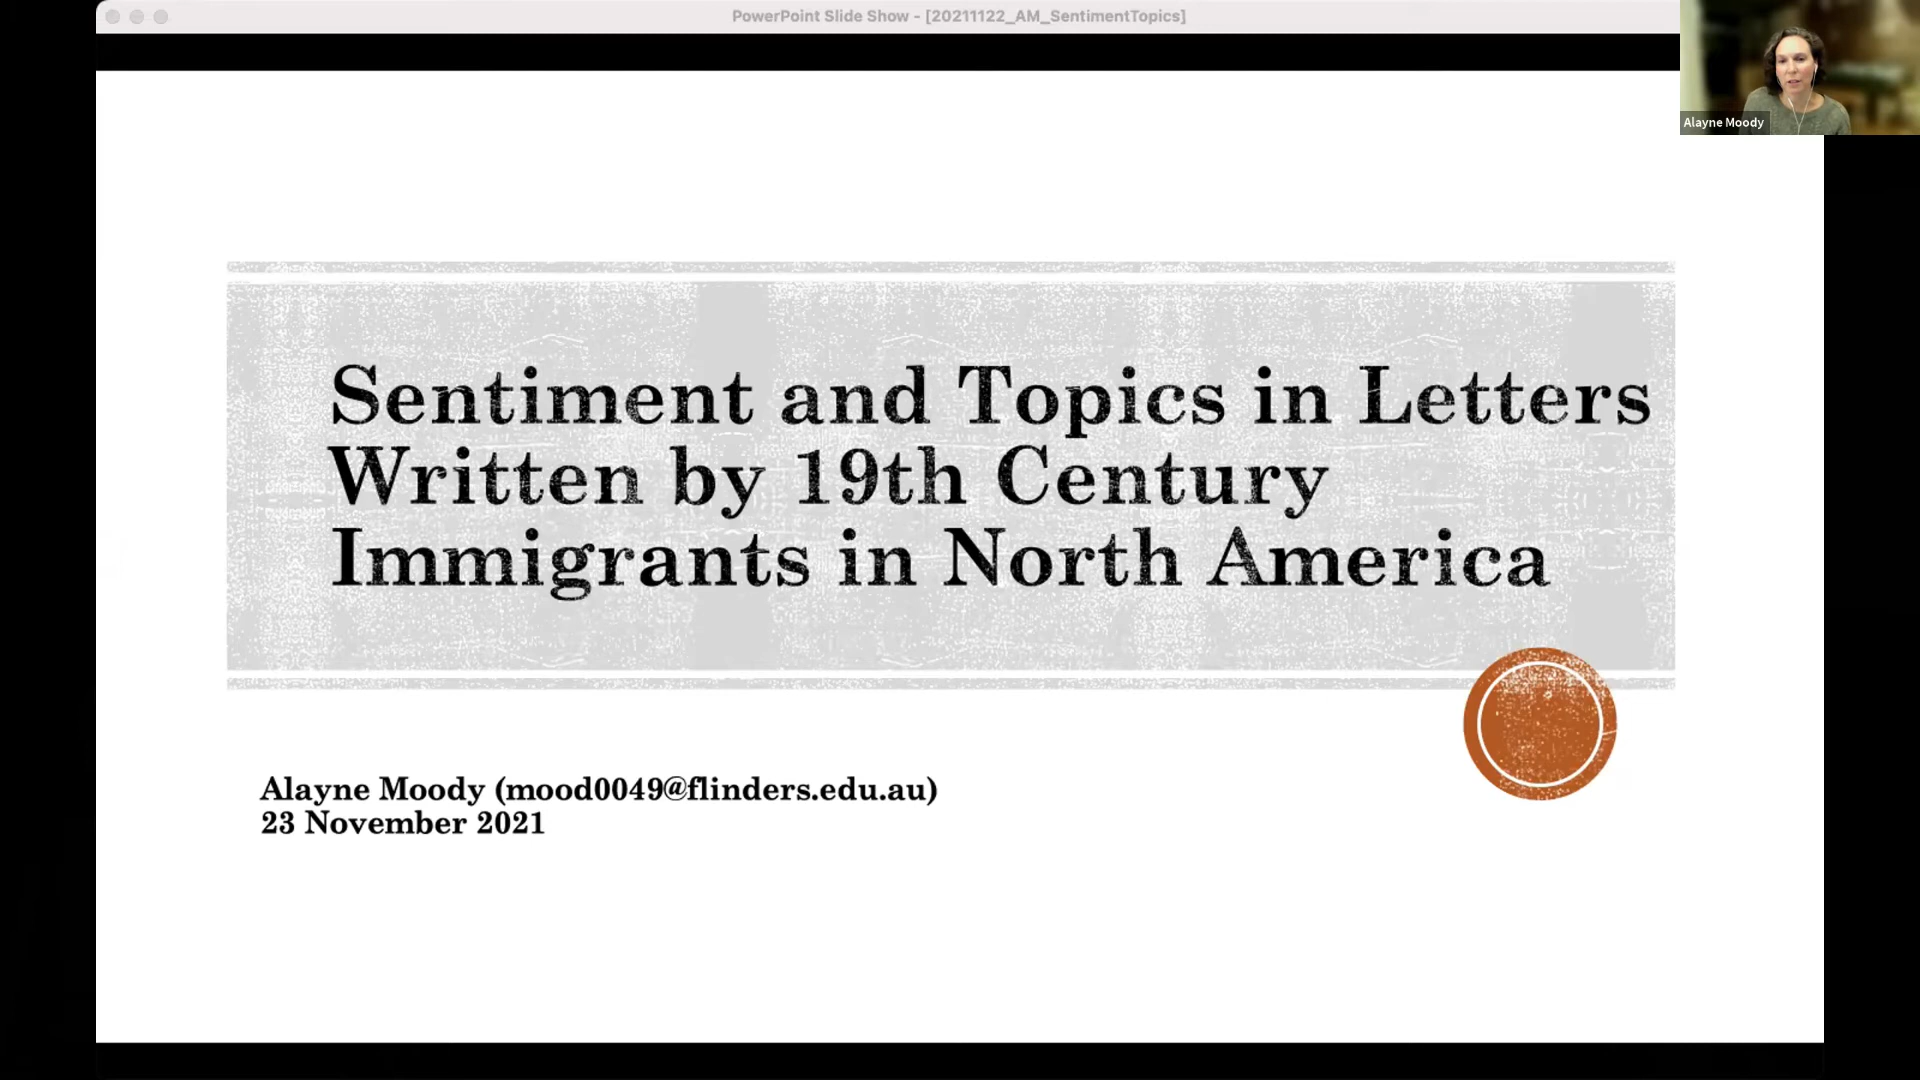 PowerPoint Slide Show - [20211122_AM_SentimentTopics]
Alayne Moody
Sentiment and Topics in Letters
Written by 19th Century
Immigrants in North America
Alayne Moody (mood0049@flinders.edu.au)
23 November 2021